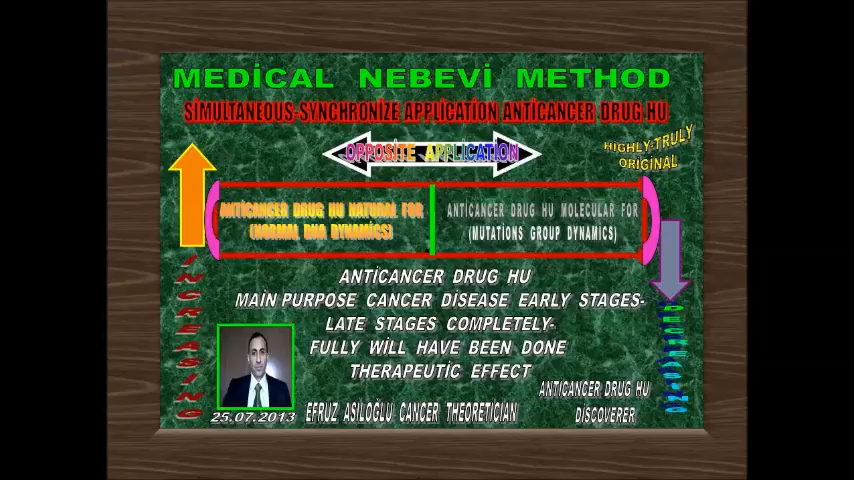 MEDİCAL NEBEVİ METHOD
SİMULTANEOUS-SYNCHRONİZE APPLİCATİON ANTİCANCER DRUG HU
OPPOSİTE APPLİCATİON
HIGHLY-TRULY
ORİGİNAL
ANTİCANCER DRUG HU NATURAL FOR
(NORMAL DNA DYNAMİCS)
ANTİCANCER DRUG HU MOLECULAR FOR
(MUTATİONS GROUP DYNAMİCS)
INCREASING
DECREASING
ANTİCANCER DRUG HU
MAİN PURPOSE CANCER DİSEASE EARLY STAGES-
LATE STAGES COMPLETELY-
FULLY WİLL HAVE BEEN DONE
THERAPEUTİC EFFECT
25.07.2013
EFRUZ ASILOĞLU CANCER THEORETİCİAN
ANTİCANCER DRUG HU
DİSCOVERER